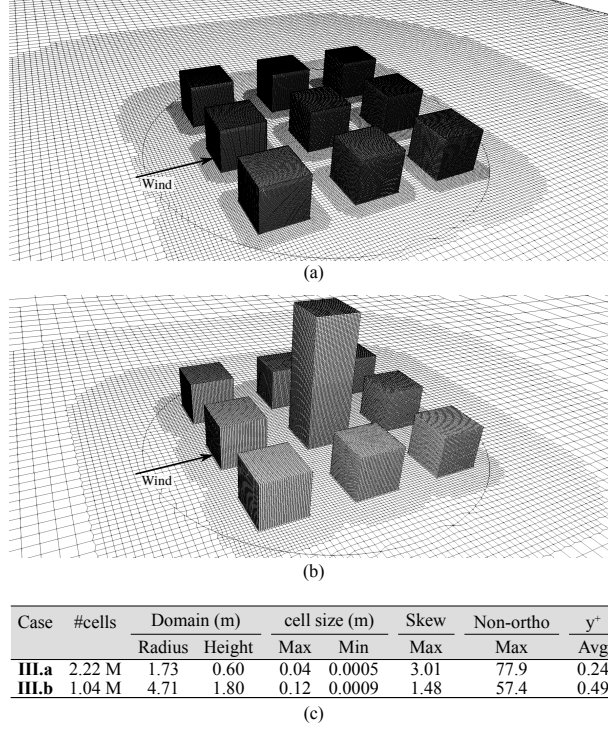 Wind
(a)
Wind
(b)
Case #cells Domain (m) cell size (m) Skew Non-ortho y+
Radius Height Max Min Max Max Avg
III.a 2.22 M 1.73 0.60 0.04 0.0005 3.01 77.9 0.24
III.b 1.04 M 4.71 1.80 0.12 0.0009 1.48 57.4 0.49
(c)